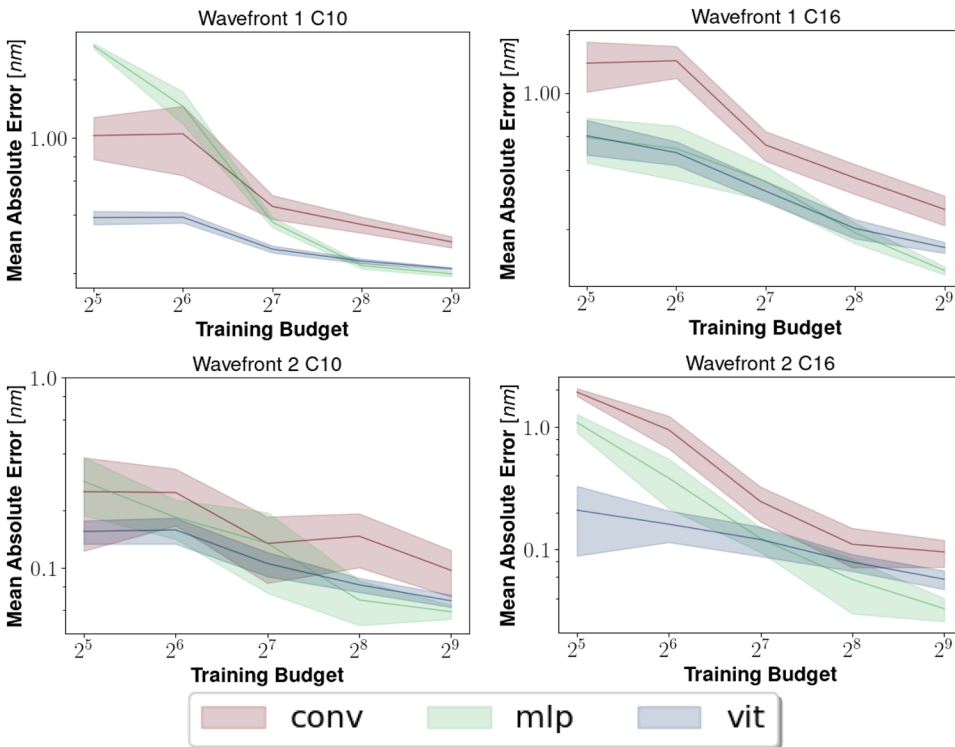 Wavefront 1 C10
Mean Absolute Error [nm]
1.00
2^5 2^6 2^7 2^8 2^9
Training Budget
Wavefront 1 C16
Mean Absolute Error [nm]
1.00
2^5 2^6 2^7 2^8 2^9
Training Budget
Wavefront 2 C10
Mean Absolute Error [nm]
1.0
0.1
2^5 2^6 2^7 2^8 2^9
Training Budget
Wavefront 2 C16
Mean Absolute Error [nm]
1.0
0.1
2^5 2^6 2^7 2^8 2^9
Training Budget
conv mlp vit